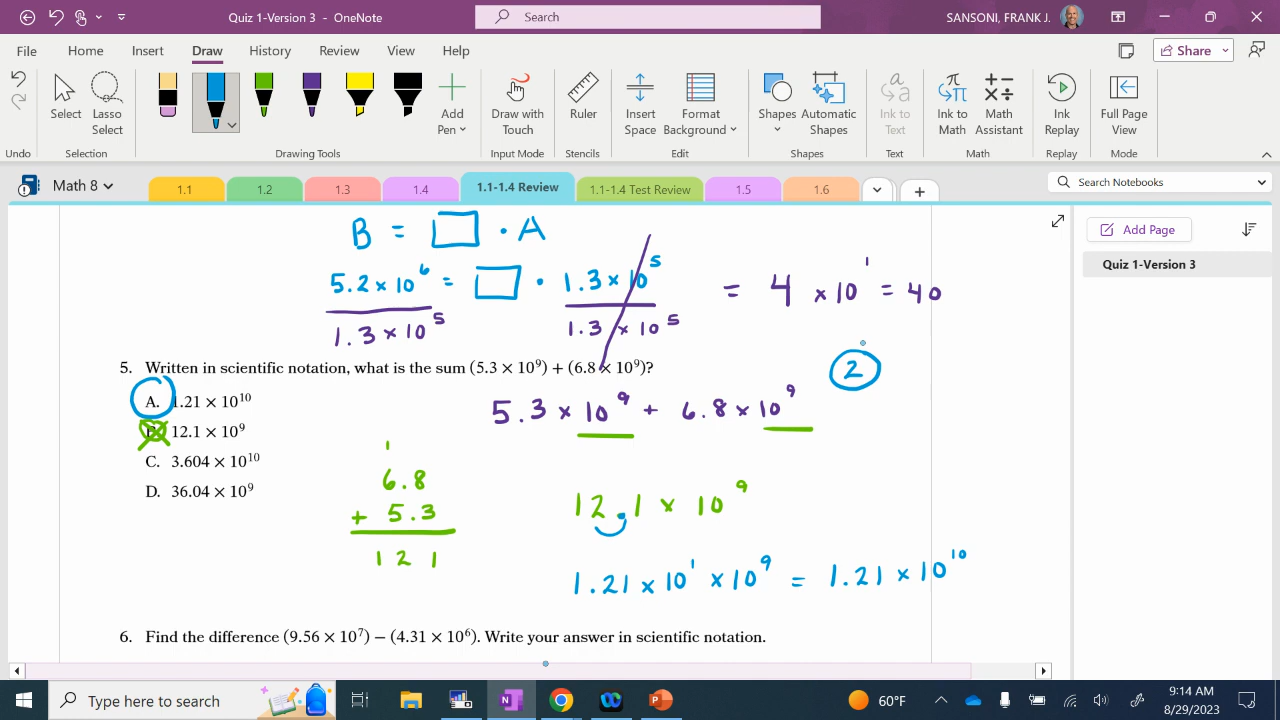 Quiz 1-Version 3 - OneNote
Search
SANSONI, FRANK J.
File Home Insert Draw History Review View Help
Share
Select
Lasso Select
Add Pen
Draw with Touch
Ruler
Insert Space
Format Background
Shapes
Automatic Shapes
Ink to Text
Ink to Math
Math Assistant
Ink Replay
Full Page View
Undo Selection Drawing Tools Input Mode Stencils Edit Shapes Text Math Replay Mode
Math 8
1.1 1.2 1.3 1.4 1.1-1.4 Review 1.1-1.4 Test Review 1.5 1.6
Search Notebooks
Add Page
Quiz 1-Version 3
B = □ · A
5.2 × 10⁶ = □ · 1.3 × 10⁵ = 4 × 10¹ = 40
1.3 × 10⁵ 1.3 × 10⁵
5. Written in scientific notation, what is the sum (5.3 × 10⁹) + (6.8 × 10⁹)?
2
A. 1.21 × 10¹⁰
5.3 × 10⁹ + 6.8 × 10⁹
12.1 × 10⁹
C. 3.604 × 10¹⁰
D. 36.04 × 10⁹
1
6.8
+ 5.3
1 2 1
12.1 × 10⁹
1.21 × 10¹ × 10⁹ = 1.21 × 10¹⁰
6. Find the difference (9.56 × 10⁷) – (4.31 × 10⁶). Write your answer in scientific notation.
Type here to search
60°F
9:14 AM
8/29/2023